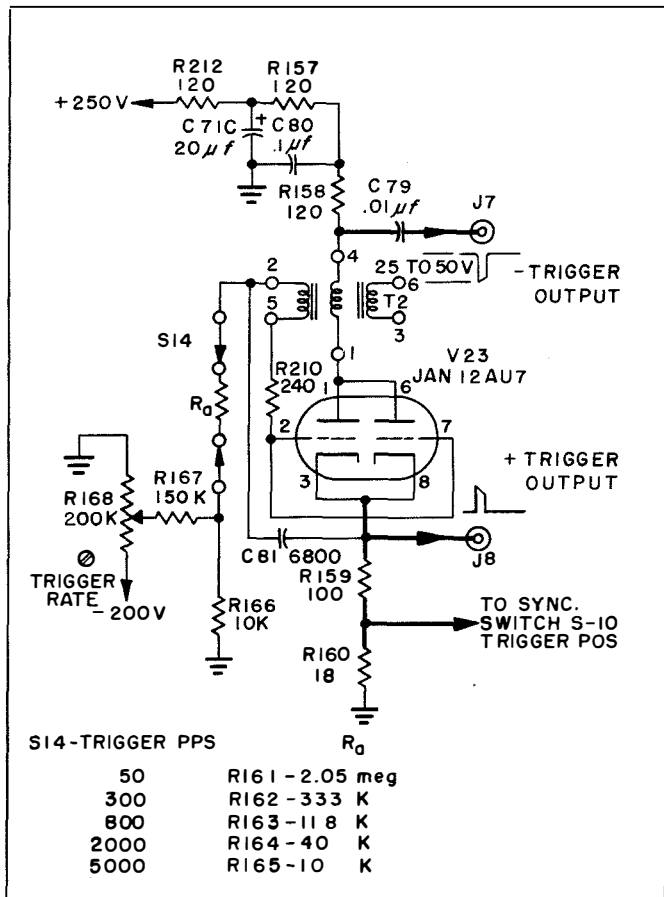 R212
120
R157
120
+250V
+
C71C
20µf
C80
.1µf
R158
120
C79
.01µf
J7
2
4
25 TO 50V
6
- TRIGGER
OUTPUT
5
T2
3
S14
1
V23
JAN 12AU7
R210
240
1
6
Ra
2
7
+ TRIGGER
OUTPUT
3
8
R167
150K
R168
200K
C81 6800
J8
TRIGGER
RATE
-200V
R159
100
R166
10K
TO SYNC.
SWITCH S-10
TRIGGER POS
R160
18
S14-TRIGGER PPS Ra
50 R161-2.05 meg
300 R162-333 K
800 R163-118 K
2000 R164-40 K
5000 R165-10 K